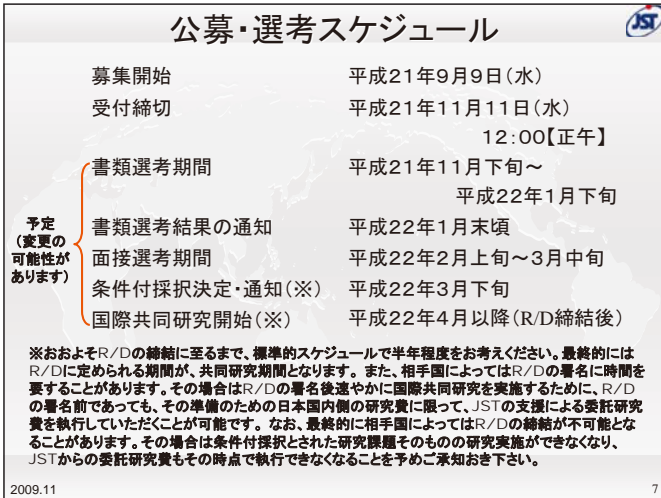 公募・選考スケジュール
JST
募集開始 平成21年9月9日(水)
受付締切 平成21年11月11日(水)
12:00【正午】
書類選考期間 平成21年11月下旬~
平成22年1月下旬
予定
(変更の
可能性が
あります)
書類選考結果の通知 平成22年1月末頃
面接選考期間 平成22年2月上旬~3月中旬
条件付採択決定・通知(※) 平成22年3月下旬
国際共同研究開始(※) 平成22年4月以降(R/D締結後)
※おおよそR/Dの締結に至るまで、標準的スケジュールで半年程度をお考えください。最終的には
R/Dに定められる期間が、共同研究期間となります。また、相手国によってはR/Dの署名に時間を
要することがあります。その場合はR/Dの署名後速やかに国際共同研究を実施するために、R/D
の署名前であっても、その準備のための日本国内側の研究費に限って、JSTの支援による委託研究
費を執行していただくことが可能です。なお、最終的に相手国によってはR/Dの締結が不可能とな
ることがあります。その場合は条件付採択とされた研究課題そのものの研究実施ができなくなり、
JSTからの委託研究費もその時点で執行できなくなることを予めご承知おき下さい。
2009.11
7